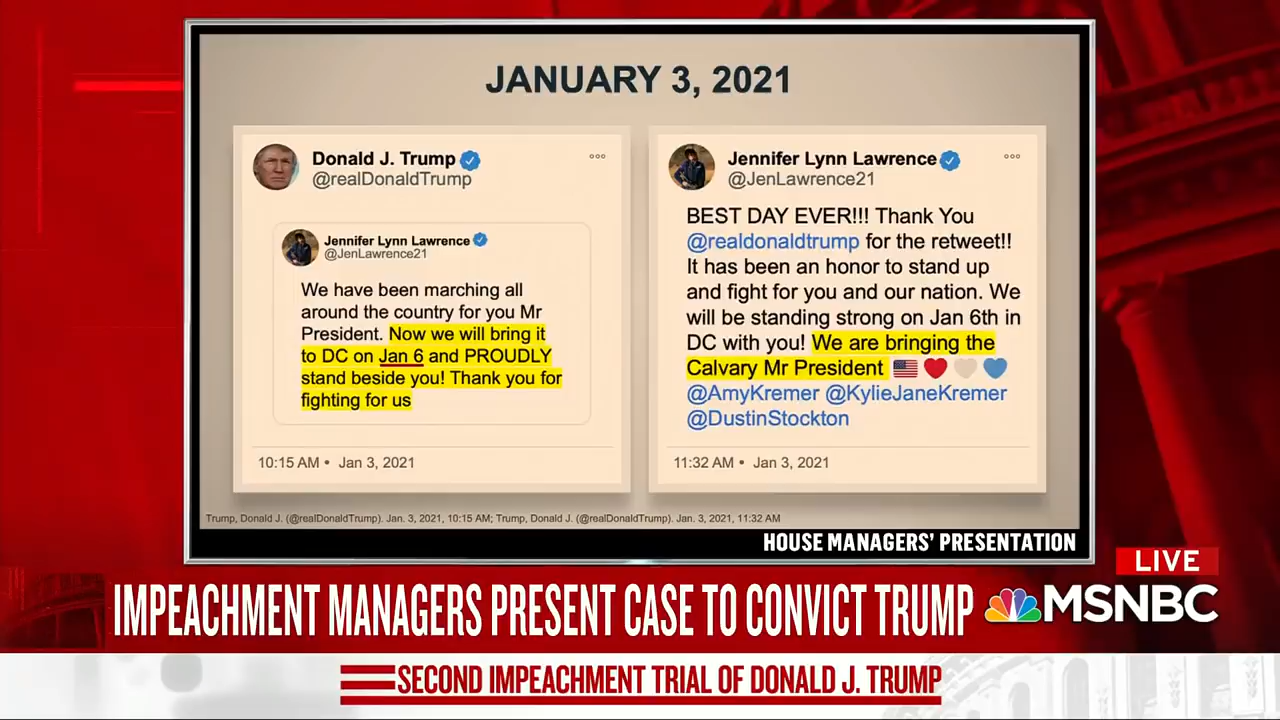 JANUARY 3, 2021
Donald J. Trump
@realDonaldTrump
Jennifer Lynn Lawrence
@JenLawrence21
We have been marching all
around the country for you Mr
President. Now we will bring it
to DC on Jan 6 and PROUDLY
stand beside you! Thank you for
fighting for us
10:15 AM • Jan 3, 2021
Jennifer Lynn Lawrence
@JenLawrence21
BEST DAY EVER!!! Thank You
@realdonaldtrump for the retweet!!
It has been an honor to stand up
and fight for you and our nation. We
will be standing strong on Jan 6th in
DC with you! We are bringing the
Calvary Mr President
@AmyKremer @KylieJaneKremer
@DustinStockton
11:32 AM • Jan 3, 2021
Trump, Donald J. (@realDonaldTrump). Jan. 3, 2021, 10:15 AM; Trump, Donald J. (@realDonaldTrump). Jan. 3, 2021, 11:32 AM
HOUSE MANAGERS' PRESENTATION
LIVE
IMPEACHMENT MANAGERS PRESENT CASE TO CONVICT TRUMP
MSNBC
SECOND IMPEACHMENT TRIAL OF DONALD J. TRUMP